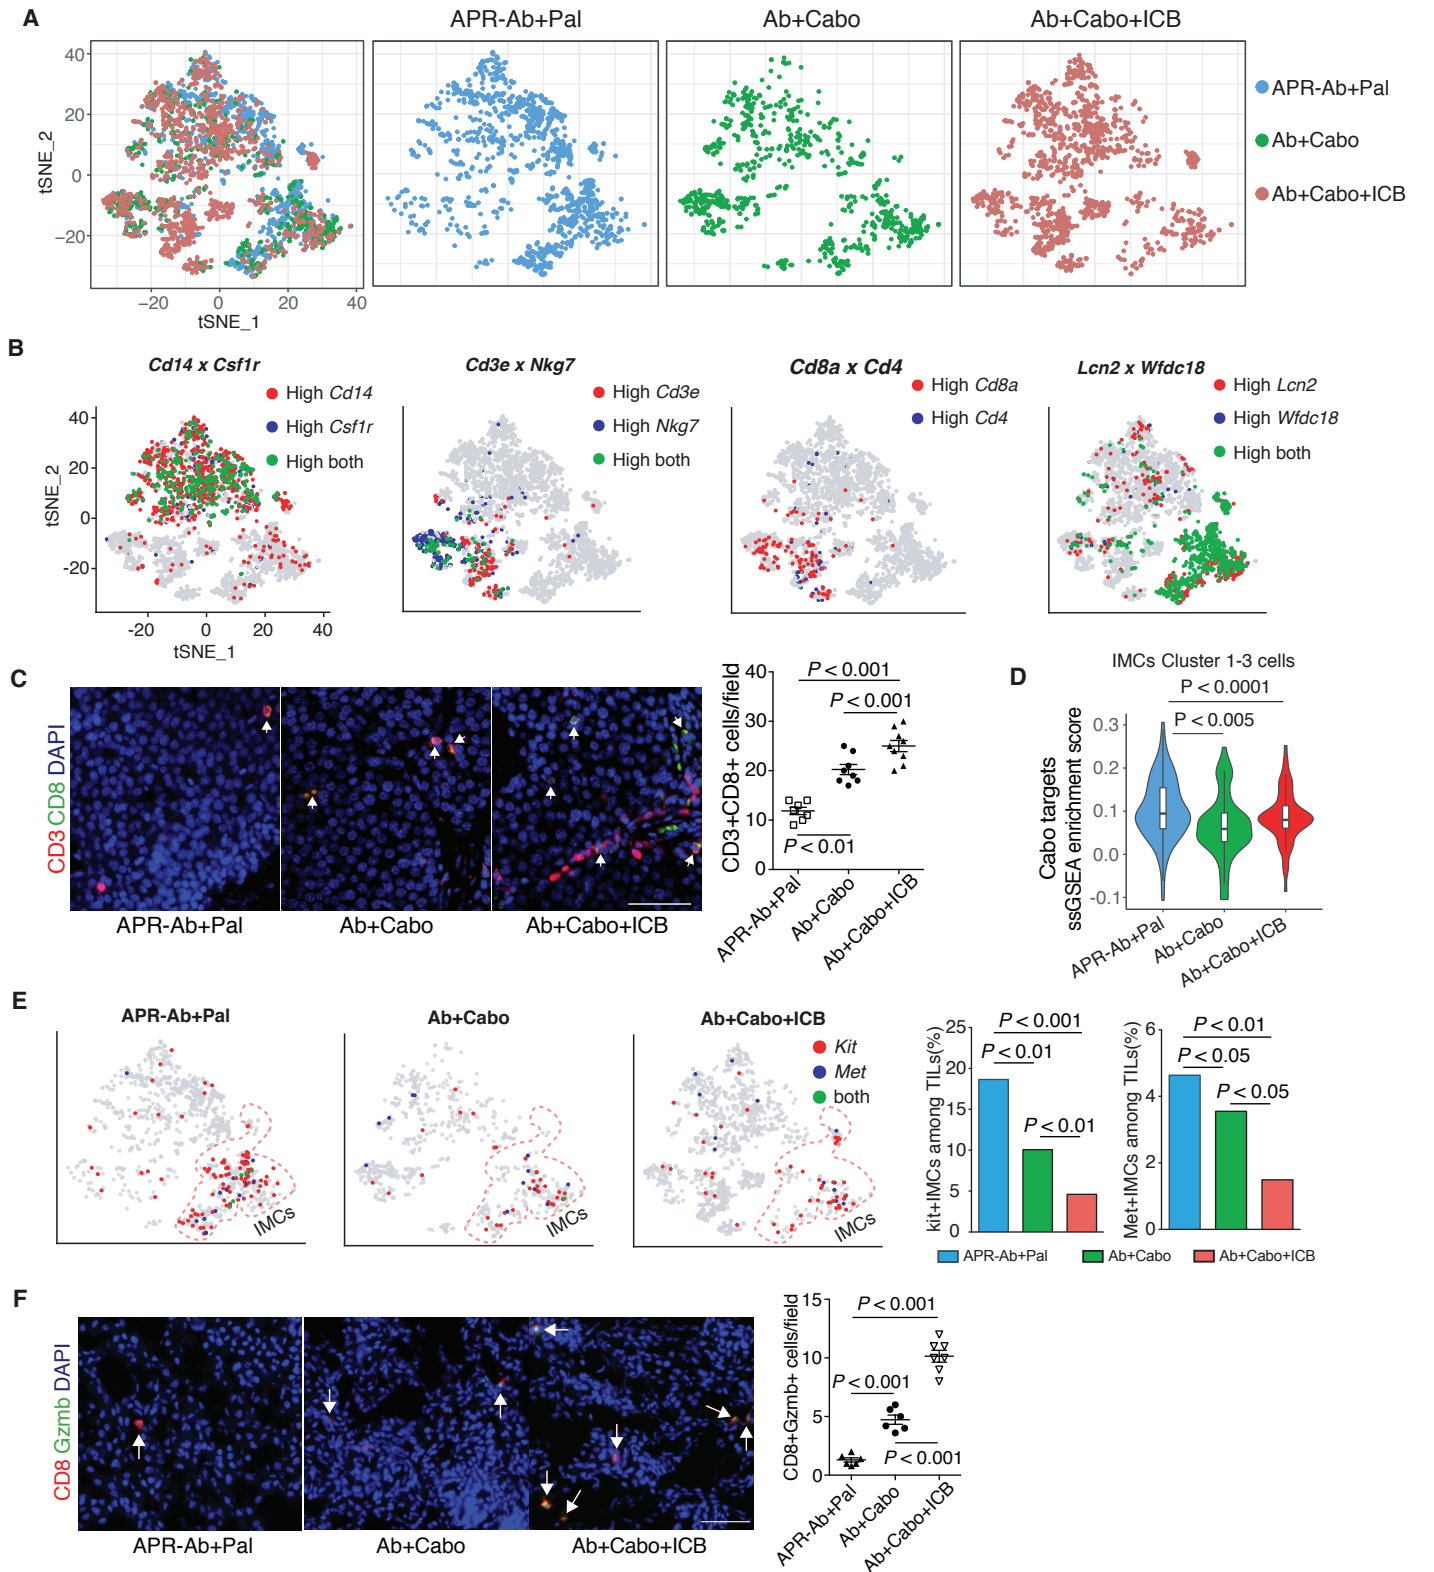 A
APR-Ab+Pal
Ab+Cabo
Ab+Cabo+ICB
tSNE_2
40
20
0
−20
−20
0
20
40
tSNE_1
APR-Ab+Pal
Ab+Cabo
Ab+Cabo+ICB
B
Cd14 x Csf1r
High Cd14
High Csf1r
High both
Cd3e x Nkg7
High Cd3e
High Nkg7
High both
Cd8a x Cd4
High Cd8a
High Cd4
Lcn2 x Wfdc18
High Lcn2
High Wfdc18
High both
tSNE_2
40
20
0
-20
-20
0
20
40
tSNE_1
C
CD3 CD8 DAPI
APR-Ab+Pal
Ab+Cabo
Ab+Cabo+ICB
CD3+CD8+ cells/field
40
30
20
10
0
P < 0.001
P < 0.001
P < 0.01
APR-Ab+Pal
Ab+Cabo
Ab+Cabo+ICB
D
IMCs Cluster 1-3 cells
P < 0.0001
P < 0.005
Cabo targets
ssGSEA enrichment score
0.3
0.2
0.1
0.0
-0.1
APR-Ab+Pal
Ab+Cabo
Ab+Cabo+ICB
E
APR-Ab+Pal
IMCs
Ab+Cabo
IMCs
Ab+Cabo+ICB
Kit
Met
both
IMCs
kit+IMCs among TILs(%)
25
20
15
10
5
0
P < 0.001
P < 0.01
P < 0.01
Met+IMCs among TILs(%)
6
4
2
0
P < 0.01
P < 0.05
P < 0.05
APR-Ab+Pal
Ab+Cabo
Ab+Cabo+ICB
F
CD8 Gzmb DAPI
APR-Ab+Pal
Ab+Cabo
Ab+Cabo+ICB
CD8+Gzmb+ cells/field
15
10
5
0
P < 0.001
P < 0.001
P < 0.001
APR-Ab+Pal
Ab+Cabo
Ab+Cabo+ICB